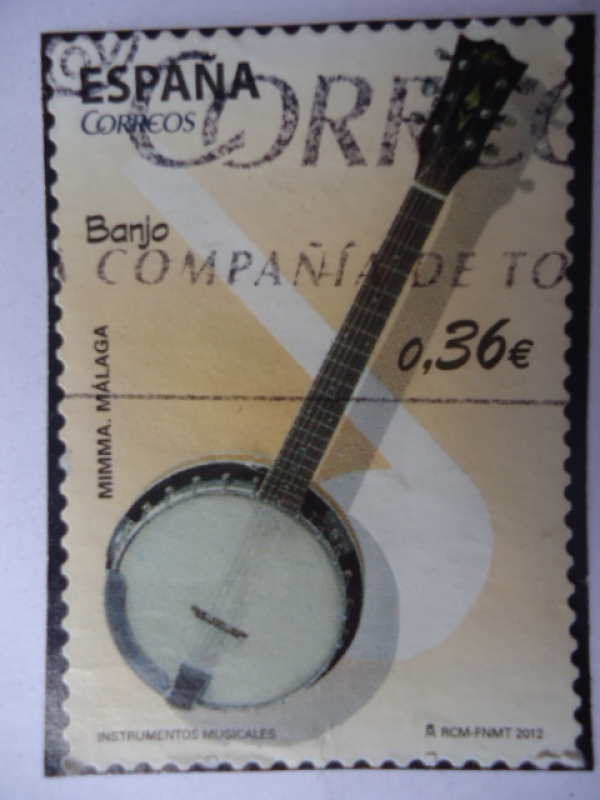 ESPAÑA
CORREOS
CORREO
Banjo
COMPAÑÍA DE TO
0,36€
MIMMA. MÁLAGA
INSTRUMENTOS MUSICALES
RCM-FNMT 2012